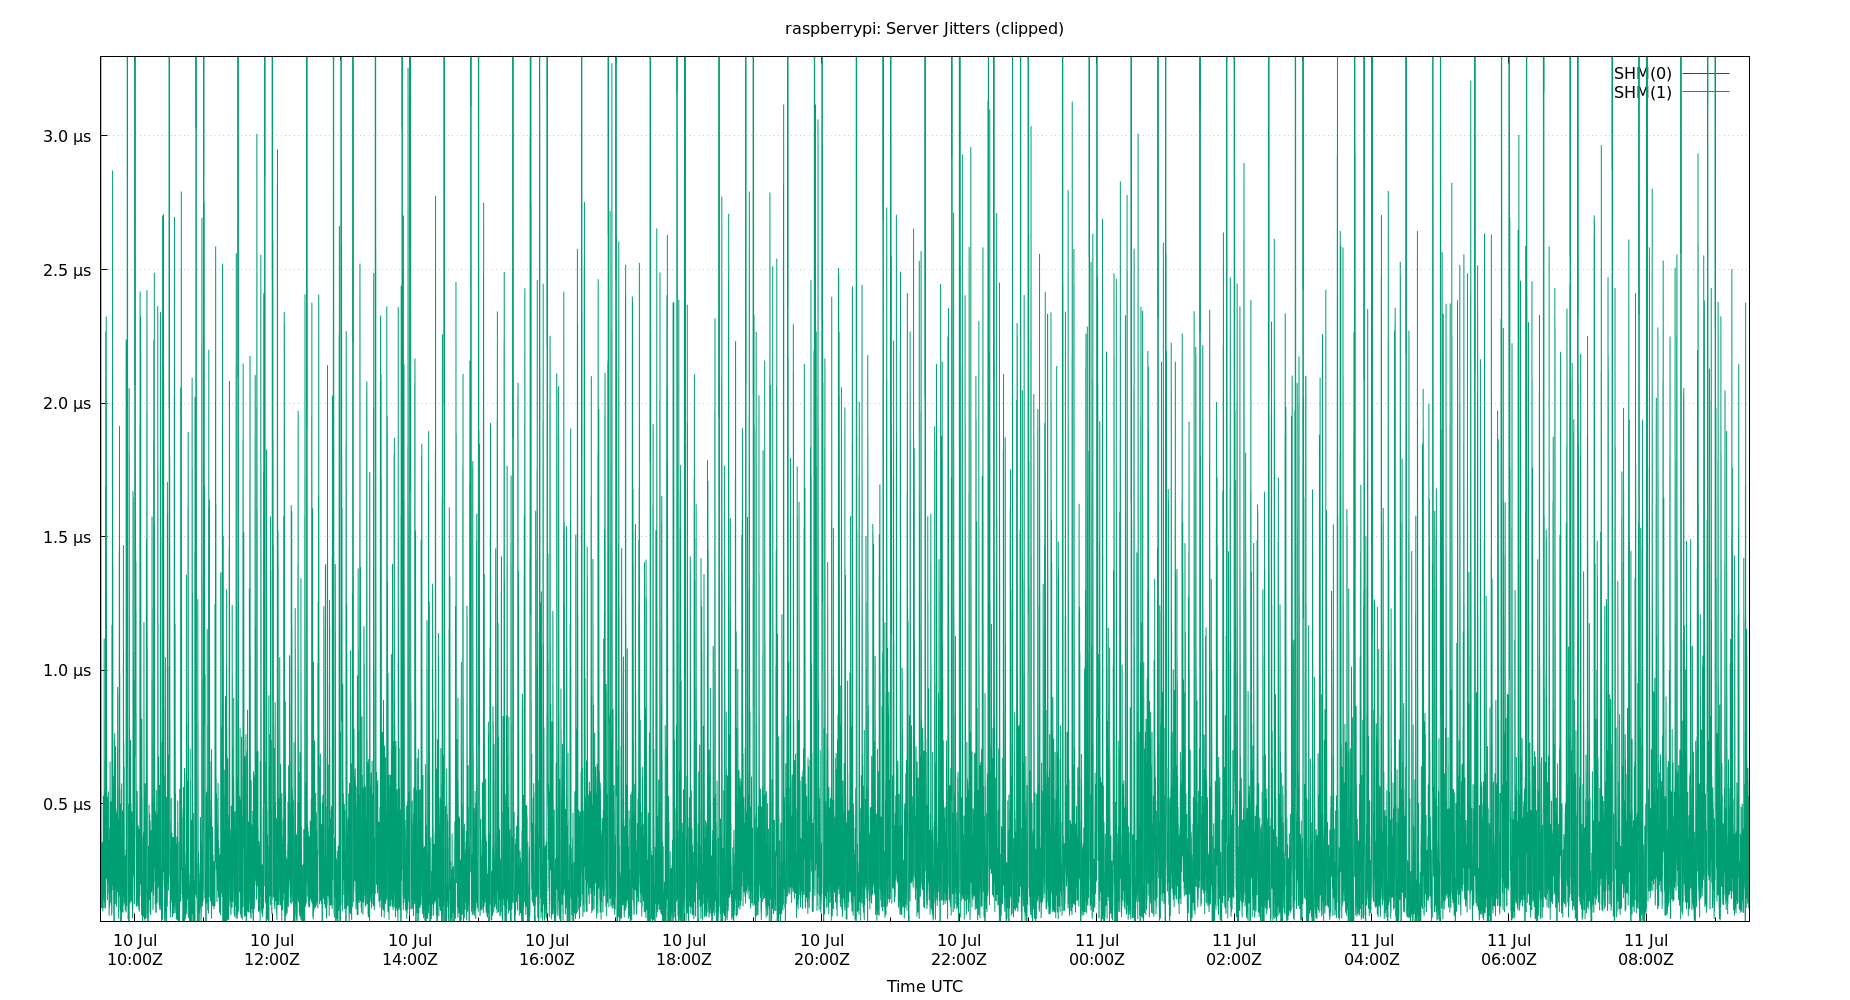 raspberrypi: Server Jitters (clipped)
SHM(0)
SHM(1)
3.0 µs
2.5 µs
2.0 µs
1.5 µs
1.0 µs
0.5 µs
10 Jul 10 Jul 10 Jul 10 Jul 10 Jul 10 Jul 10 Jul 11 Jul 11 Jul 11 Jul 11 Jul 11 Jul
10:00Z 12:00Z 14:00Z 16:00Z 18:00Z 20:00Z 22:00Z 00:00Z 02:00Z 04:00Z 06:00Z 08:00Z
Time UTC